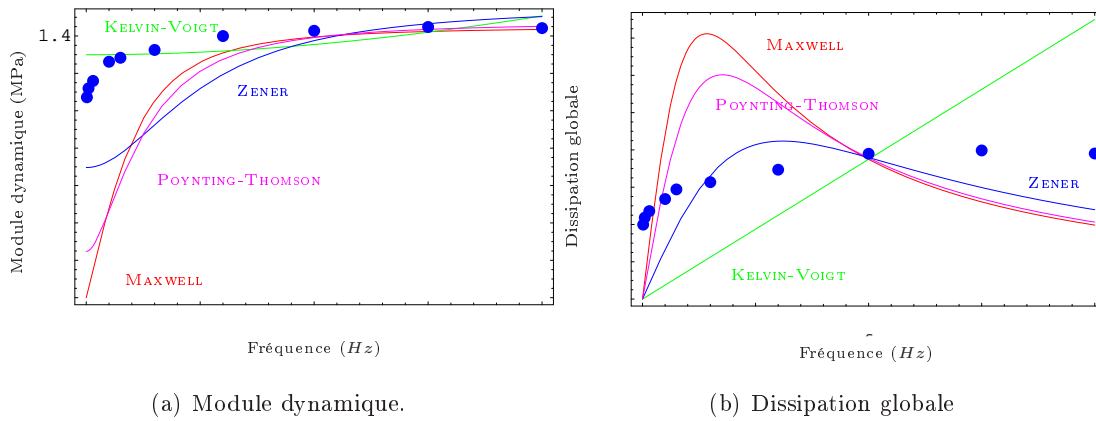 KELVIN-VOIGT
1.4
Module dynamique (MPa)
ZENER
POYNTING-THOMSON
MAXWELL
Fréquence (Hz)
(a) Module dynamique.
MAXWELL
POYNTING-THOMSON
Dissipation globale
ZENER
KELVIN-VOIGT
Fréquence (Hz)
(b) Dissipation globale